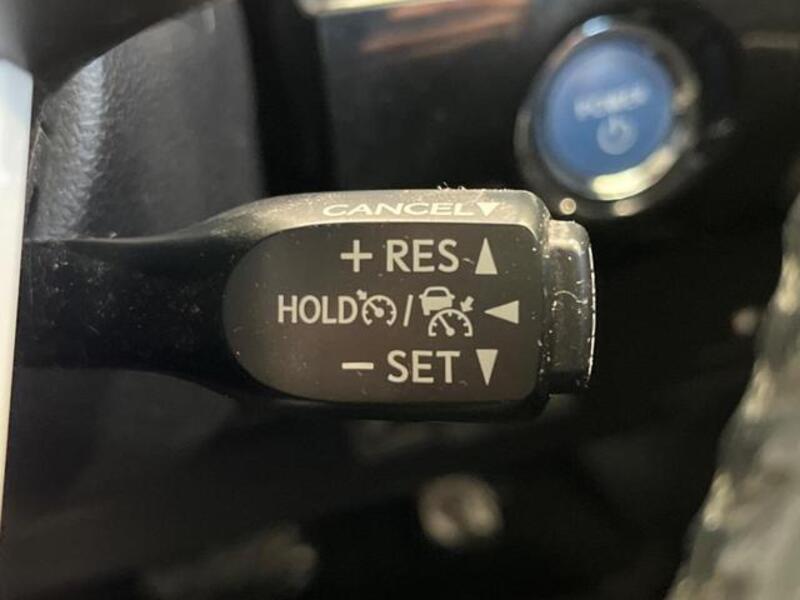 POWER
CANCEL▼
+ RES ▲
HOLD / ◀
− SET ▼